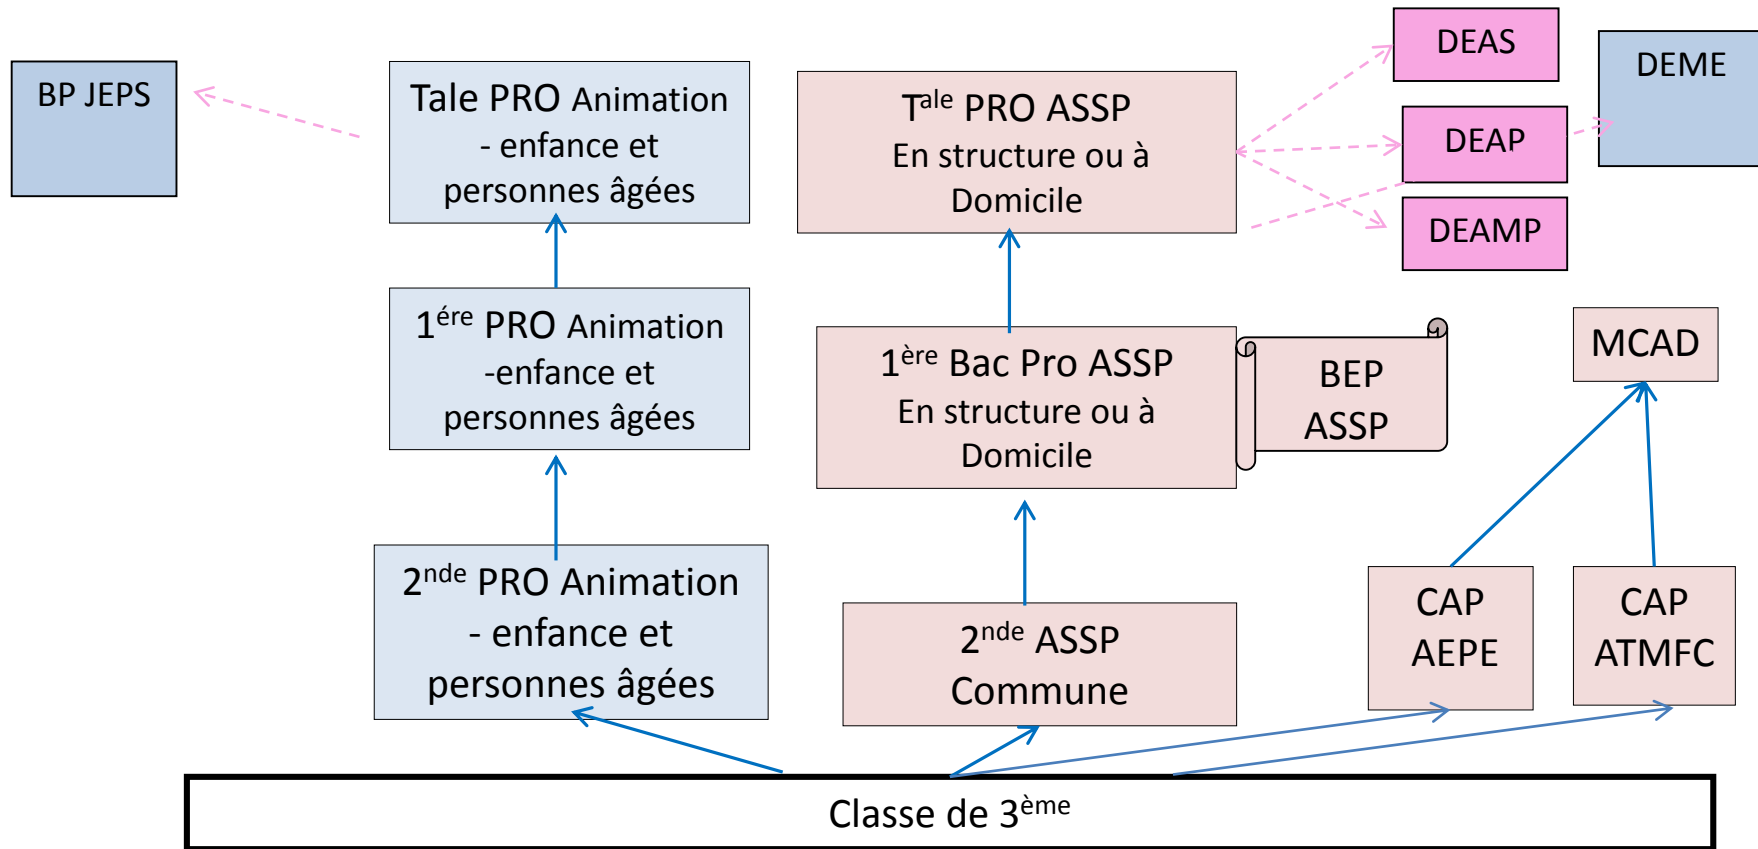 BP JEPS
Tale PRO Animation
- enfance et
personnes âgées
Tale PRO ASSP
En structure ou à
Domicile
DEAS
DEAP
DEAMP
DEME
1ére PRO Animation
-enfance et
personnes âgées
1ère Bac Pro ASSP
En structure ou à
Domicile
BEP
ASSP
MCAD
2nde PRO Animation
- enfance et
personnes âgées
2nde ASSP
Commune
CAP
AEPE
CAP
ATMFC
Classe de 3ème